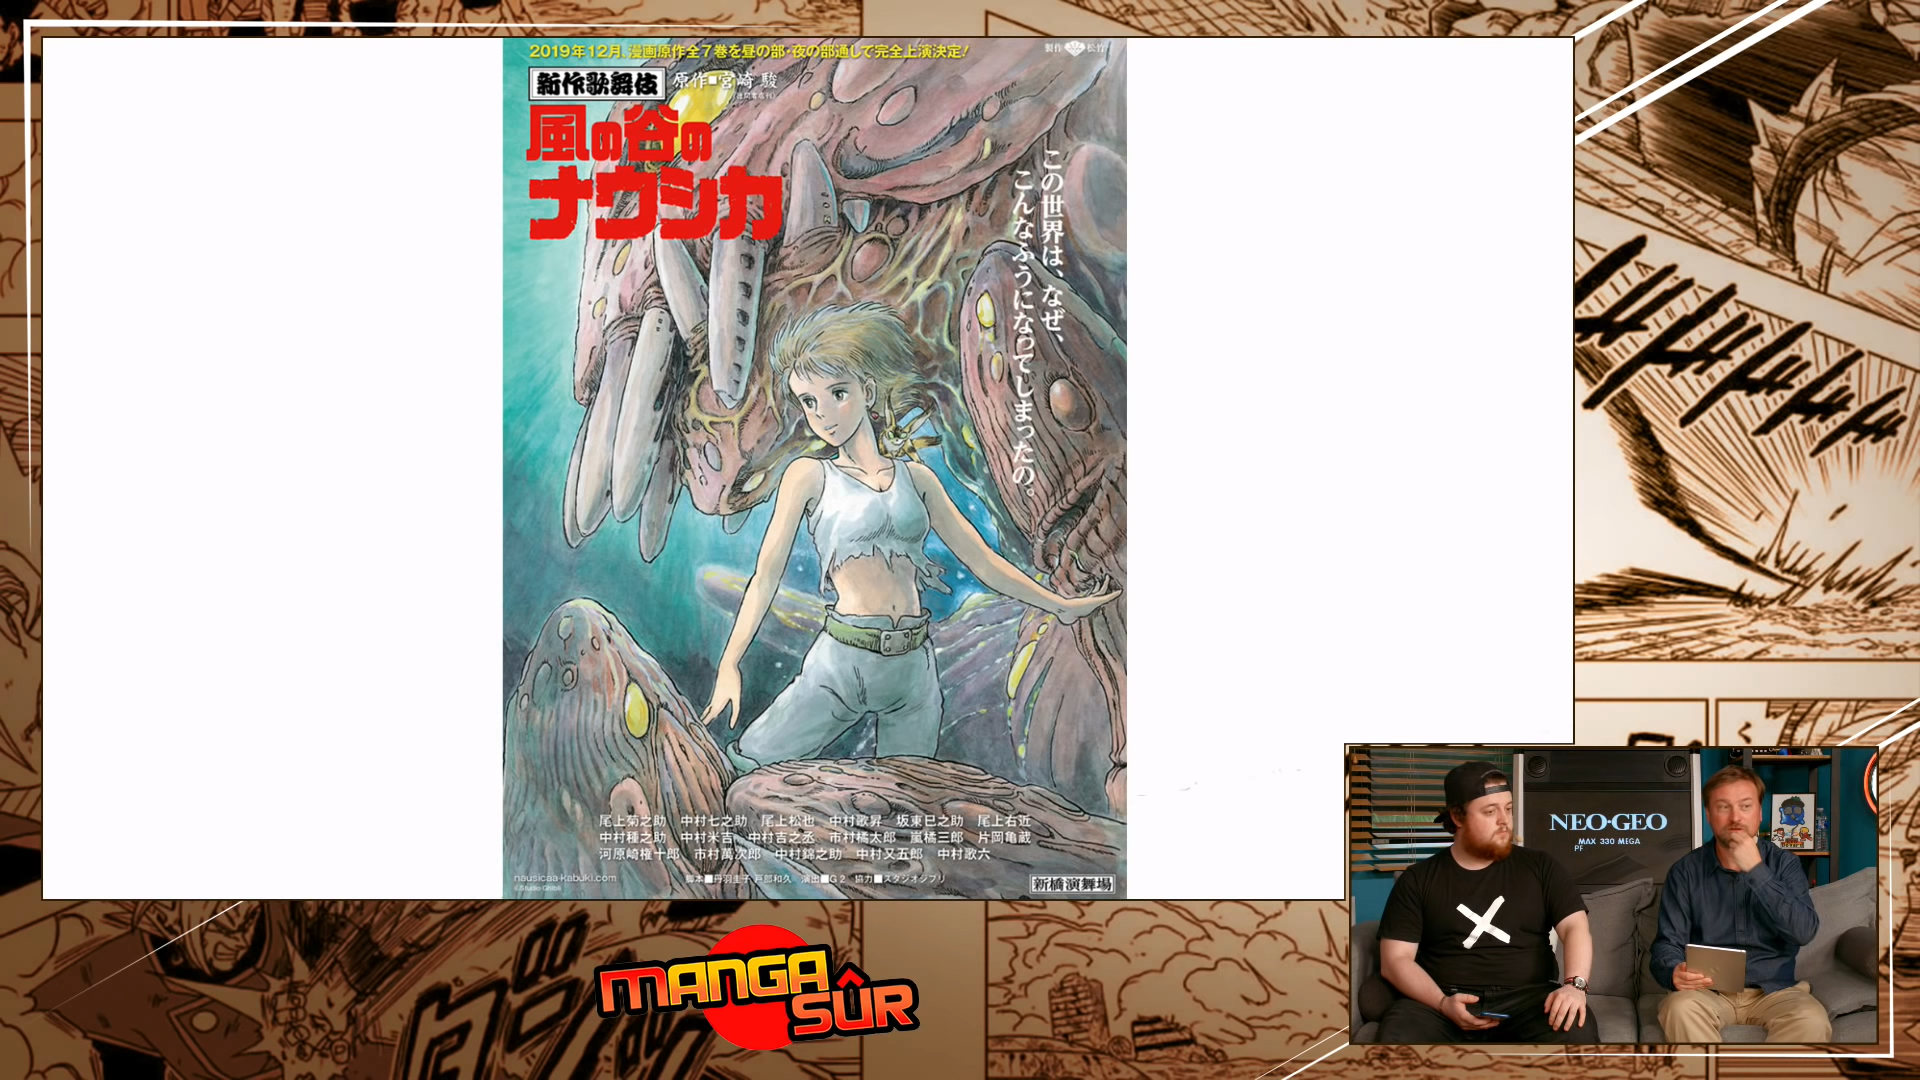 2019年12月、漫画原作全7巻を昼の部・夜の部通しで完全上演決定!
製作 松竹
新作歌舞伎
原作■宮崎 駿
風の谷の
ナウシカ
この世界は、なぜ、
こんなふうになってしまったの。
尾上菊之助 中村七之助 尾上松也 中村歌昇 坂東巳之助 尾上右近
中村種之助 中村米吉 中村吉之丞 市村橘太郎 嵐橘三郎 片岡亀蔵
河原崎権十郎 市村萬次郎 中村錦之助 中村又五郎 中村歌六
nausicaa-kabuki.com
脚本■丹羽圭子 戸部和久 演出■G2 協力■スタジオジブリ
©Studio Ghibli
新橋演舞場
NEO·GEO
MAX 330 MEGA
MANGA
SÛR